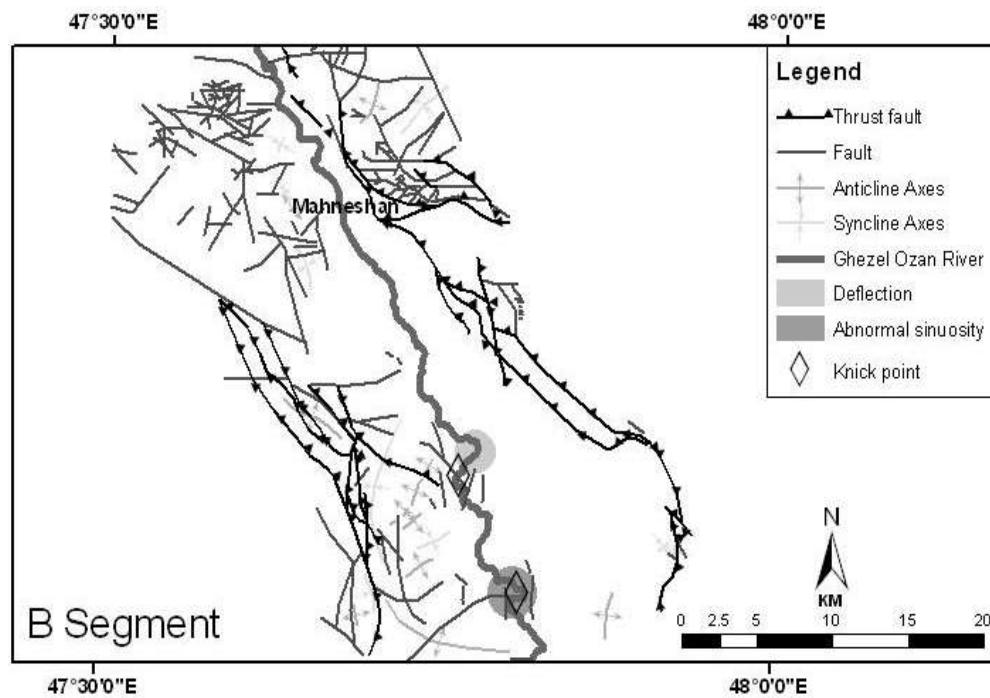 47°30'0"E 48°0'0"E
Legend
Thrust fault
Fault
Anticline Axes
Syncline Axes
Ghezel Ozan River
Deflection
Abnormal sinuosity
Knick point
Mahneshan
N
KM
0 2.5 5 10 15 20
B Segment
47°30'0"E 48°0'0"E